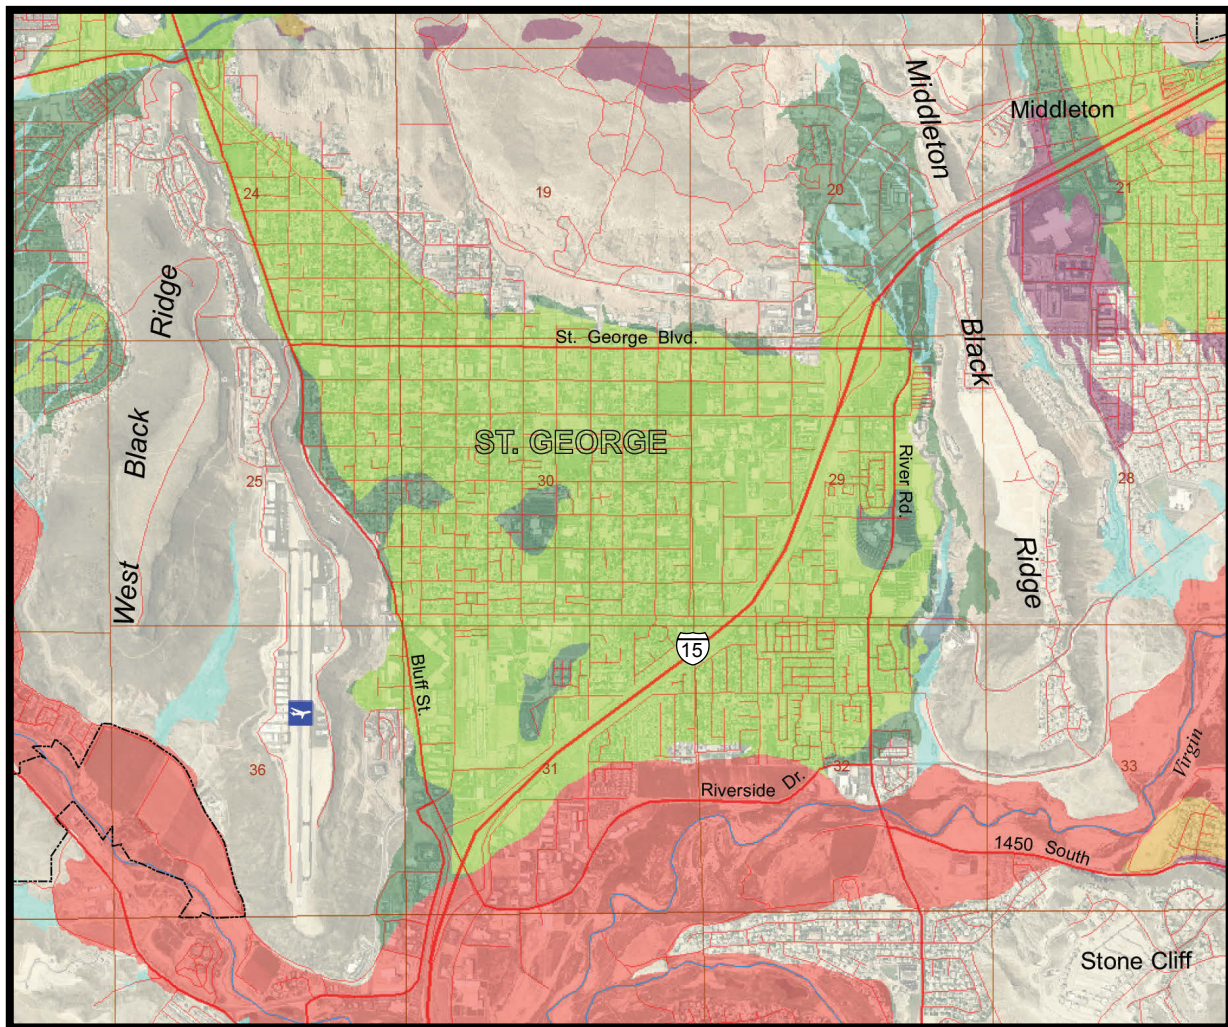 Middleton
Middleton
24
19
20
21
Ridge
St. George Blvd.
Black
Black
ST. GEORGE
25
30
29
River Rd.
28
West
Ridge
15
Bluff St.
36
31
32
33
Virgin
Riverside Dr.
1450 South
Stone Cliff